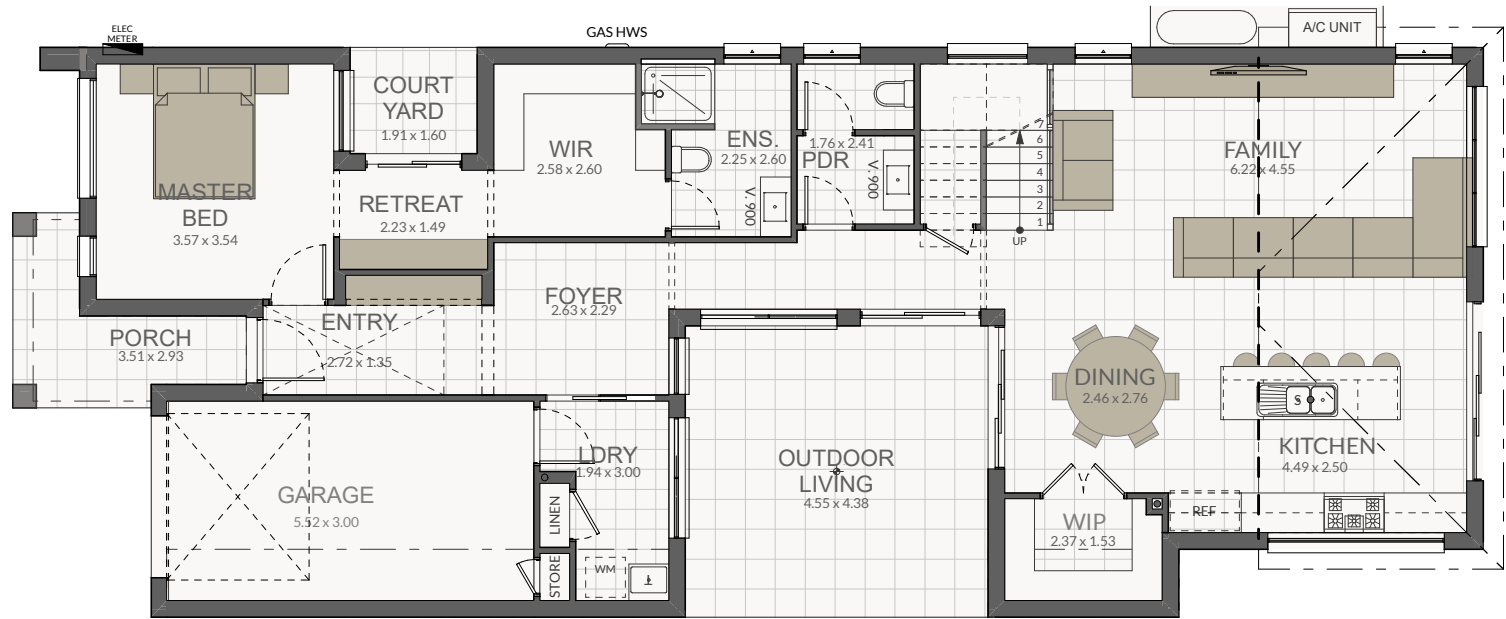 ELEC
METER
GAS HWS
A/C UNIT
COURT
YARD
1.91 x 1.60
MASTER
BED
3.57 x 3.54
RETREAT
2.23 x 1.49
WIR
2.58 x 2.60
ENS.
2.25 x 2.60
V. 900
1.76 x 2.41
PDR
V. 900
7
6
5
4
3
2
1
UP
FAMILY
6.22 x 4.55
PORCH
3.51 x 2.93
ENTRY
2.72 x 1.35
FOYER
2.63 x 2.29
DINING
2.46 x 2.76
S
KITCHEN
4.49 x 2.50
GARAGE
5.52 x 3.00
LDRY
1.94 x 3.00
LINEN
STORE
WM
OUTDOOR
LIVING
4.55 x 4.38
WIP
2.37 x 1.53
REF